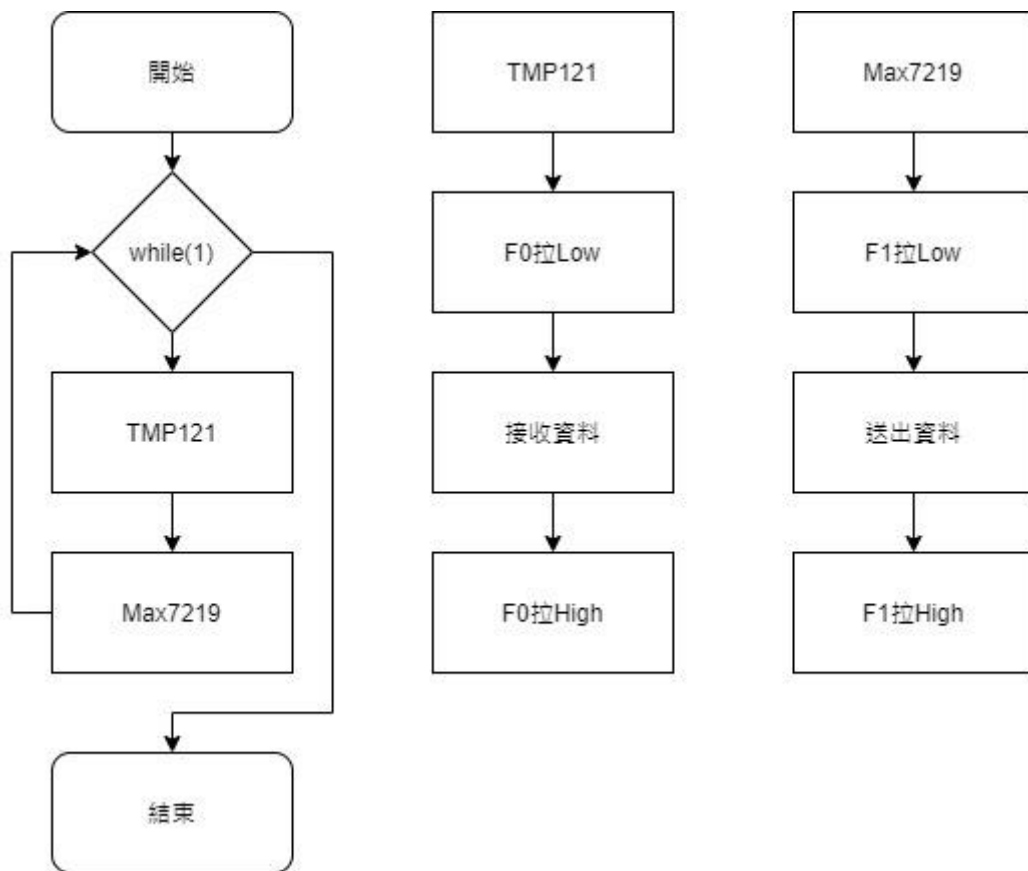 開始
while(1)
TMP121
Max7219
結束
TMP121
F0拉Low
接收資料
F0拉High
Max7219
F1拉Low
送出資料
F1拉High